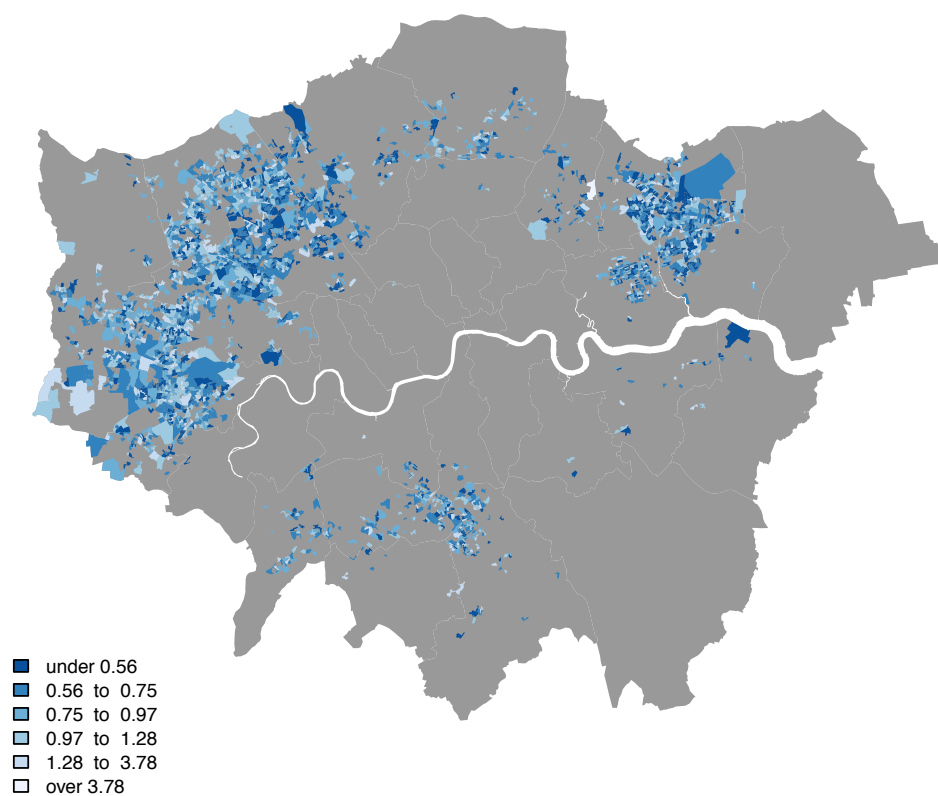 under 0.56
0.56 to 0.75
0.75 to 0.97
0.97 to 1.28
1.28 to 3.78
over 3.78